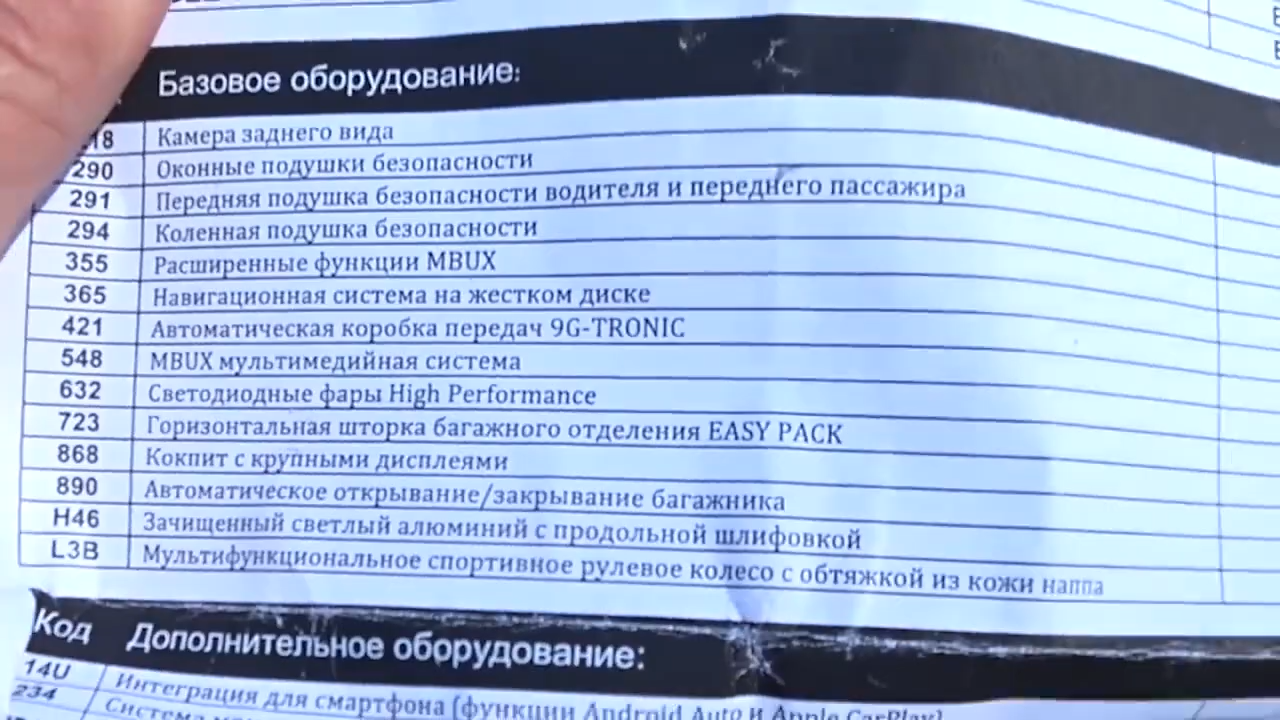 Базовое оборудование:
18 Камера заднего вида
290 Оконные подушки безопасности
291 Передняя подушка безопасности водителя и переднего пассажира
294 Коленная подушка безопасности
355 Расширенные функции MBUX
365 Навигационная система на жестком диске
421 Автоматическая коробка передач 9G-TRONIC
548 MBUX мультимедийная система
632 Светодиодные фары High Performance
723 Горизонтальная шторка багажного отделения EASY PACK
868 Кокпит с крупными дисплеями
890 Автоматическое открывание/закрывание багажника
H46 Зачищенный светлый алюминий с продольной шлифовкой
L3B Мультифункциональное спортивное рулевое колесо с обтяжкой из кожи наппа
Код Дополнительное оборудование:
14U Интеграция для смартфона (функции Android Auto и Apple CarPlay)
234 Система